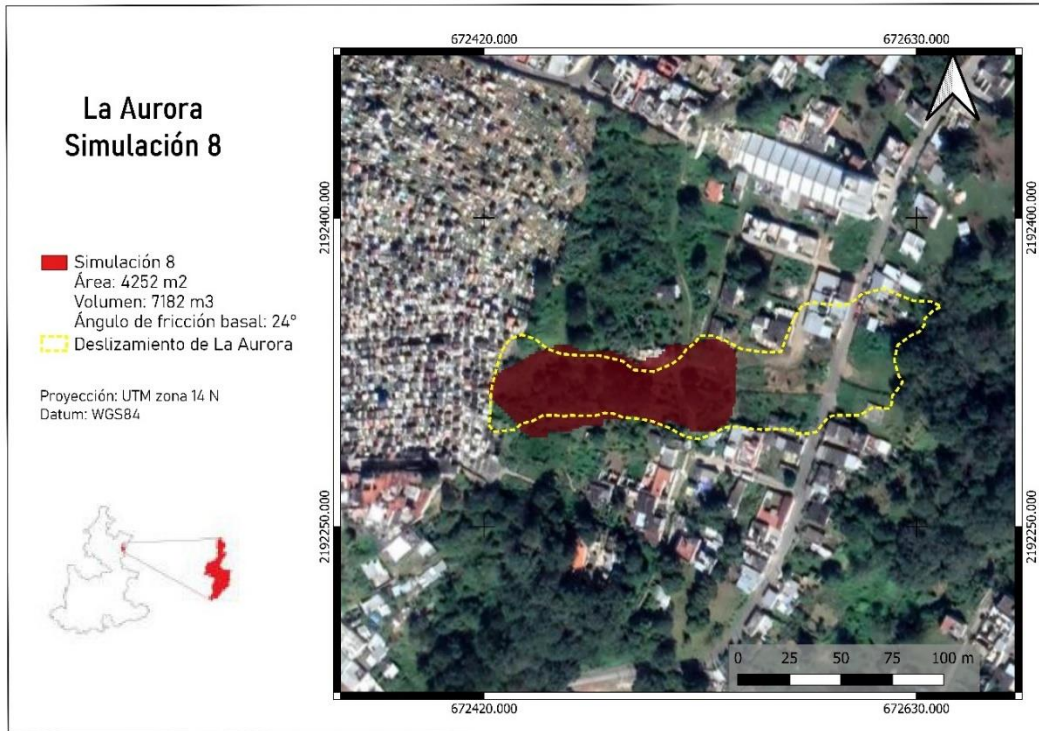 La Aurora
Simulación 8
Simulación 8
Área: 4252 m2
Volumen: 7182 m3
Ángulo de fricción basal: 24°
Deslizamiento de La Aurora
Proyección: UTM zona 14 N
Datum: WGS84
672420.000
672630.000
2192400.000
2192400.000
2192250.000
2192250.000
0 25 50 75 100 m
672420.000
672630.000